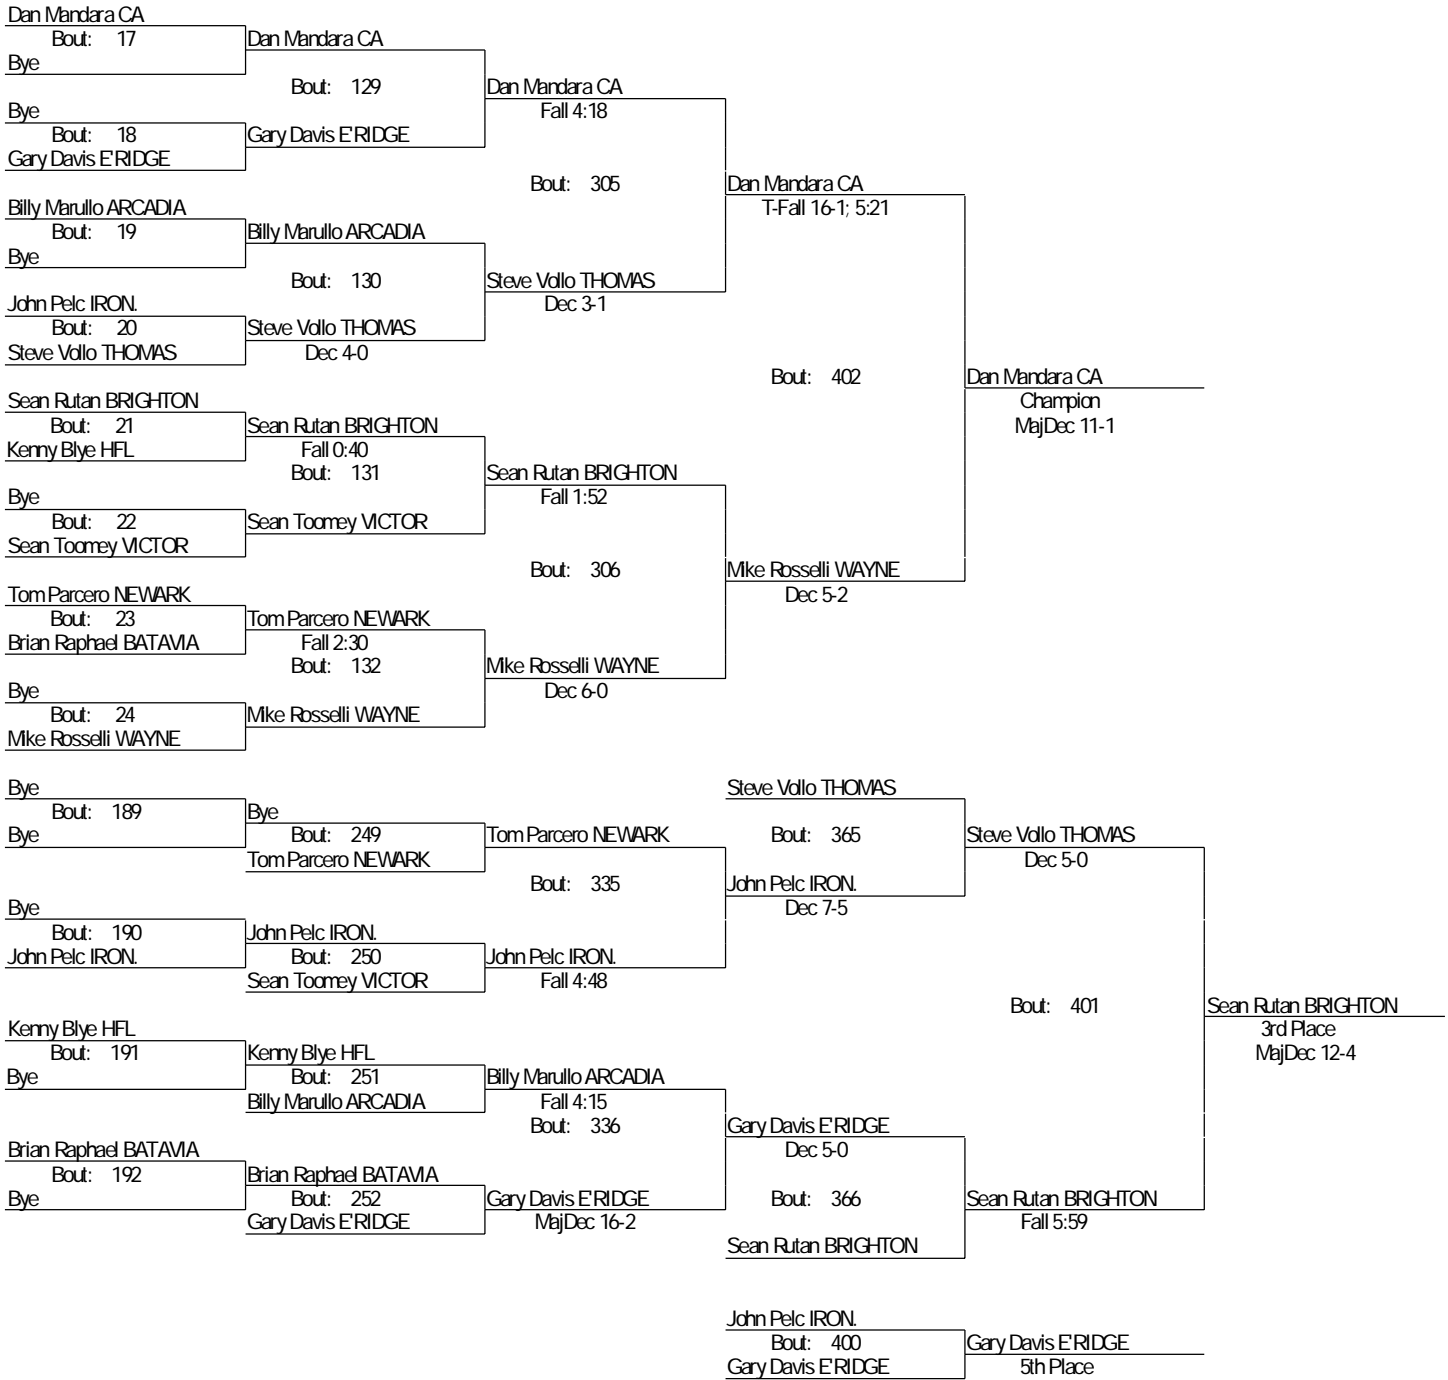 Dan Mandara CA
Bout: 17
Dan Mandara CA
Bye
Bout: 129
Dan Mandara CA
Bye
Fall 4:18
Bout: 18
Gary Davis E'RIDGE
Gary Davis E'RIDGE
Bout: 305
Dan Mandara CA
Billy Marullo ARCADIA
T-Fall 16-1; 5:21
Bout: 19
Billy Marullo ARCADIA
Bye
Bout: 130
Steve Vollo THOMAS
John Pelc IRON.
Dec 3-1
Bout: 20
Steve Vollo THOMAS
Steve Vollo THOMAS
Dec 4-0
Bout: 402
Dan Mandara CA
Sean Rutan BRIGHTON
Champion
Bout: 21
Sean Rutan BRIGHTON
MajDec 11-1
Kenny Blye HFL
Fall 0:40
Bout: 131
Sean Rutan BRIGHTON
Bye
Fall 1:52
Bout: 22
Sean Toomey VICTOR
Sean Toomey VICTOR
Bout: 306
Mike Rosselli WAYNE
Tom Parcero NEWARK
Dec 5-2
Bout: 23
Tom Parcero NEWARK
Brian Raphael BATAVIA
Fall 2:30
Bout: 132
Mike Rosselli WAYNE
Bye
Dec 6-0
Bout: 24
Mike Rosselli WAYNE
Mike Rosselli WAYNE
Bye
Steve Vollo THOMAS
Bout: 189
Bye
Bye
Bout: 249
Tom Parcero NEWARK
Bout: 365
Steve Vollo THOMAS
Tom Parcero NEWARK
Dec 5-0
Bout: 335
John Pelc IRON.
Bye
Dec 7-5
Bout: 190
John Pelc IRON.
John Pelc IRON.
Bout: 250
John Pelc IRON.
Sean Toomey VICTOR
Fall 4:48
Bout: 401
Sean Rutan BRIGHTON
Kenny Blye HFL
3rd Place
Bout: 191
Kenny Blye HFL
MajDec 12-4
Bye
Bout: 251
Billy Marullo ARCADIA
Billy Marullo ARCADIA
Fall 4:15
Bout: 336
Gary Davis E'RIDGE
Brian Raphael BATAVIA
Dec 5-0
Bout: 192
Brian Raphael BATAVIA
Bye
Bout: 252
Gary Davis E'RIDGE
Bout: 366
Sean Rutan BRIGHTON
Gary Davis E'RIDGE
MajDec 16-2
Fall 5:59
Sean Rutan BRIGHTON
John Pelc IRON.
Bout: 400
Gary Davis E'RIDGE
Gary Davis E'RIDGE
5th Place